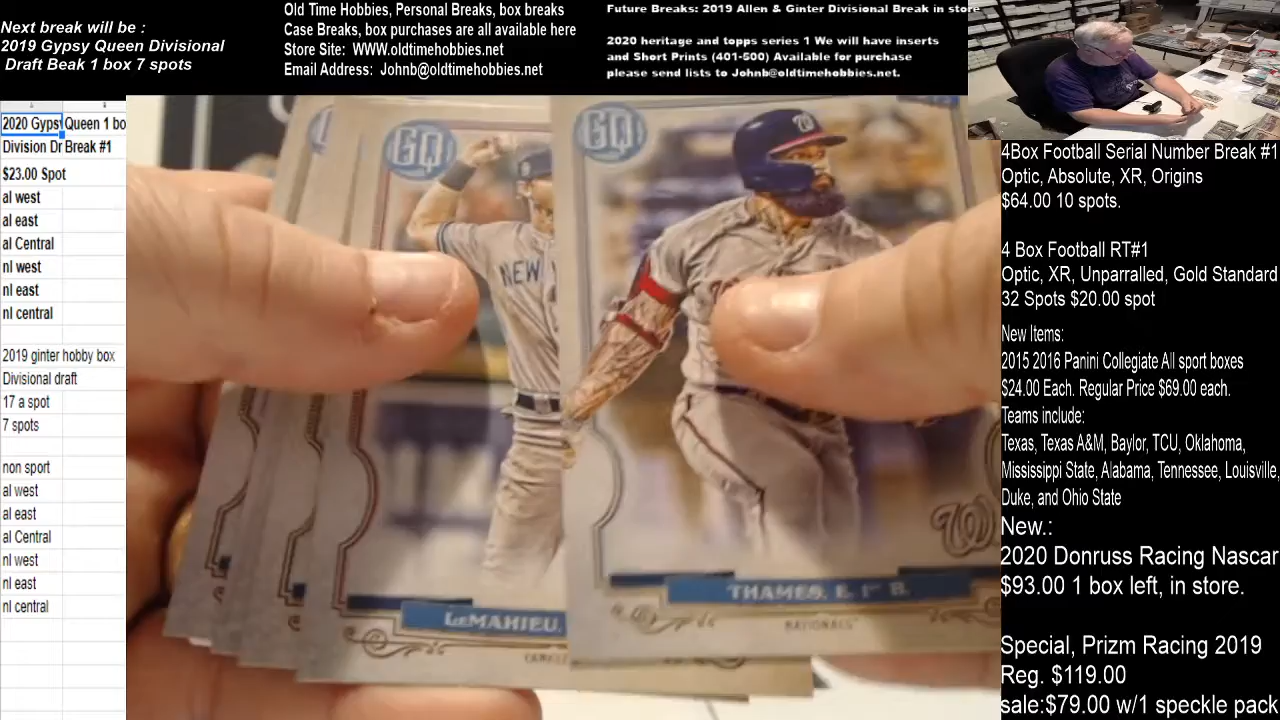 Next break will be :
2019 Gypsy Queen Divisional
Draft Beak 1 box 7 spots
Old Time Hobbies, Personal Breaks, box breaks
Case Breaks, box purchases are all available here
Store Site: WWW.oldtimehobbies.net
Email Address: Johnb@oldtimehobbies.net
Future Breaks: 2019 Allen & Ginter Divisional Break in store
2020 heritage and topps series 1 We will have inserts
and Short Prints (401-500) Available for purchase
please send lists to Johnb@oldtimehobbies.net.
2020 Gypsy Queen 1 bo
Division Dr Break #1
$23.00 Spot
al west
al east
al Central
nl west
nl east
nl central
2019 ginter hobby box
Divisional draft
17 a spot
7 spots
non sport
al west
al east
al Central
nl west
nl east
nl central
GQ
NEW
LEMAHIEU,
GQ
W
W
THAMES, E. 1ST B.
NATIONALS
4Box Football Serial Number Break #1
Optic, Absolute, XR, Origins
$64.00 10 spots.
4 Box Football RT#1
Optic, XR, Unparralled, Gold Standard
32 Spots $20.00 spot
New Items:
2015 2016 Panini Collegiate All sport boxes
$24.00 Each. Regular Price $69.00 each.
Teams include:
Texas, Texas A&M, Baylor, TCU, Oklahoma,
Mississippi State, Alabama, Tennessee, Louisville,
Duke, and Ohio State
New.:
2020 Donruss Racing Nascar
$93.00 1 box left, in store.
Special, Prizm Racing 2019
Reg. $119.00
sale:$79.00 w/1 speckle pack